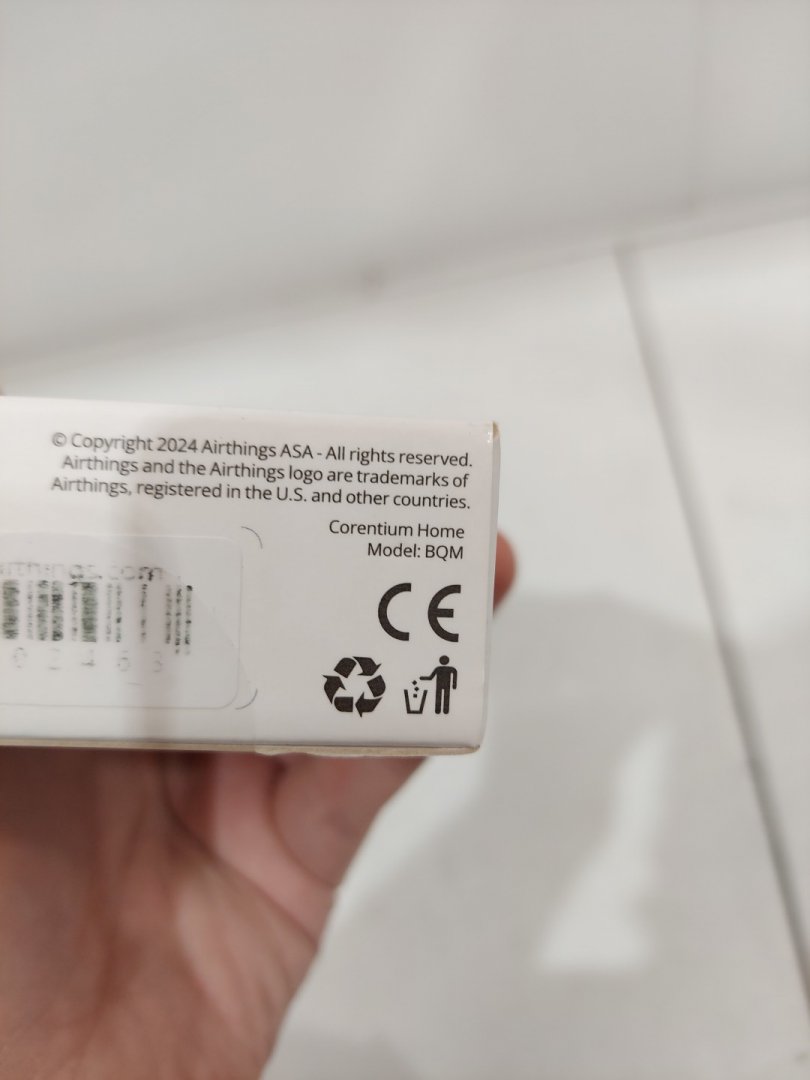 © Copyright 2024 Airthings ASA - All rights reserved.
Airthings and the Airthings logo are trademarks of
Airthings, registered in the U.S. and other countries.
Corentium Home
Model: BQM
CE